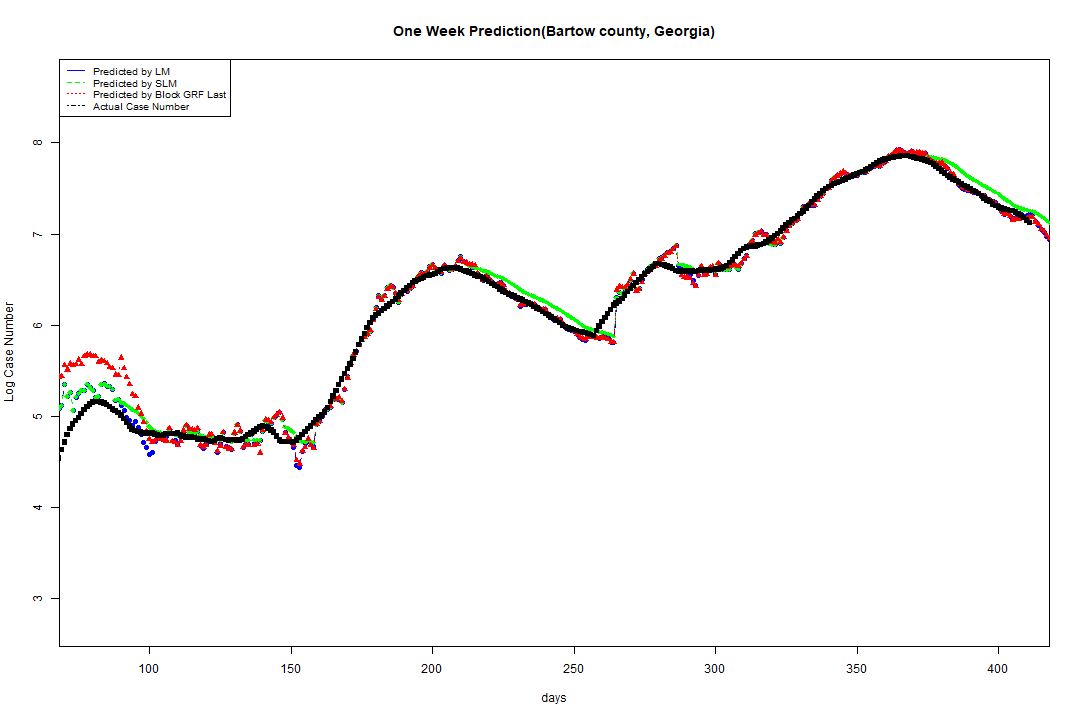 One Week Prediction(Bartow county, Georgia)
Predicted by LM
Predicted by SLM
Predicted by Block GRF Last
Actual Case Number
8
7
6
5
4
3
Log Case Number
100 150 200 250 300 350 400
days